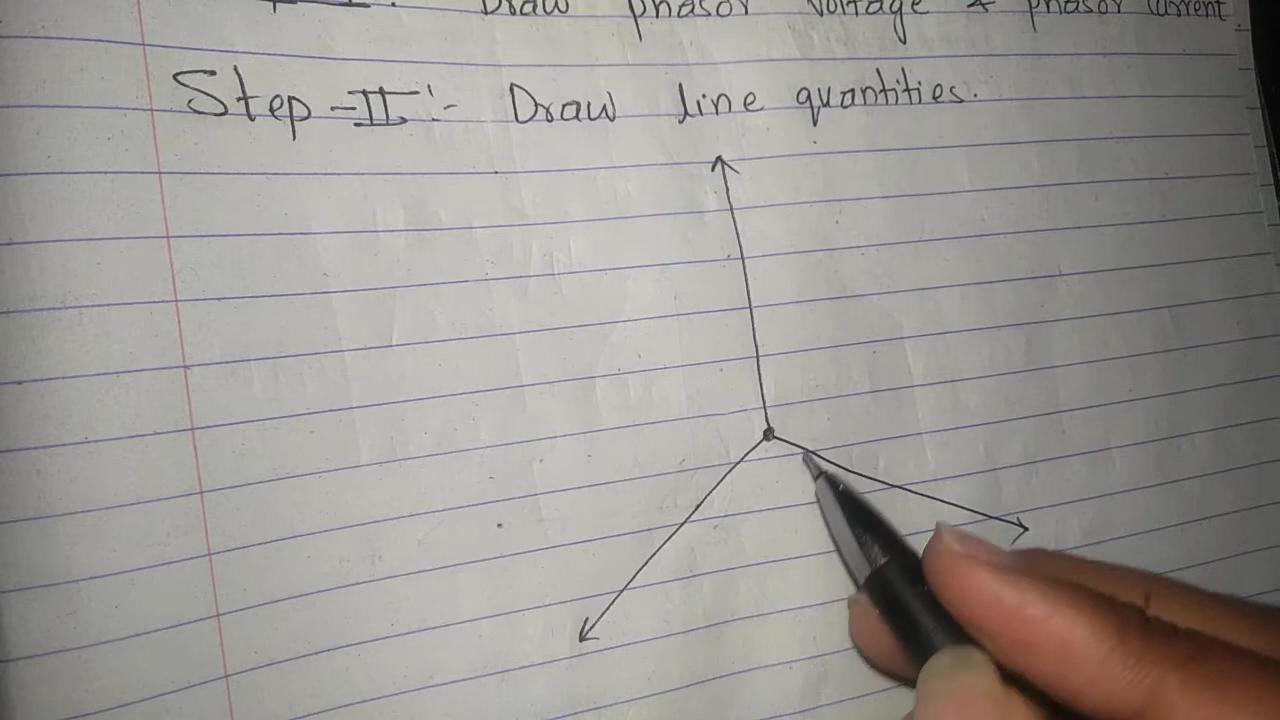 Draw phasor voltage & phasor current.
Step-II:- Draw line quantities.